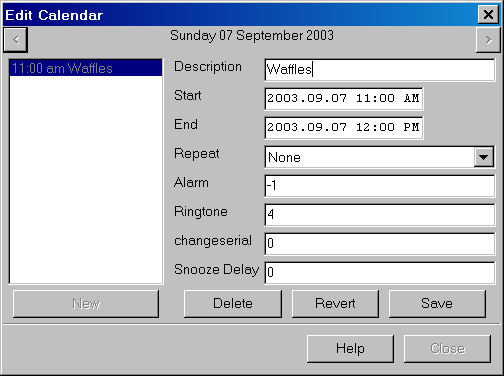 Edit Calendar
< Sunday 07 September 2003 >
11:00 am Waffles
Description Waffles
Start 2003.09.07 11:00 AM
End 2003.09.07 12:00 PM
Repeat None
Alarm -1
Ringtone 4
changeserial 0
Snooze Delay 0
New Delete Revert Save
Help Close